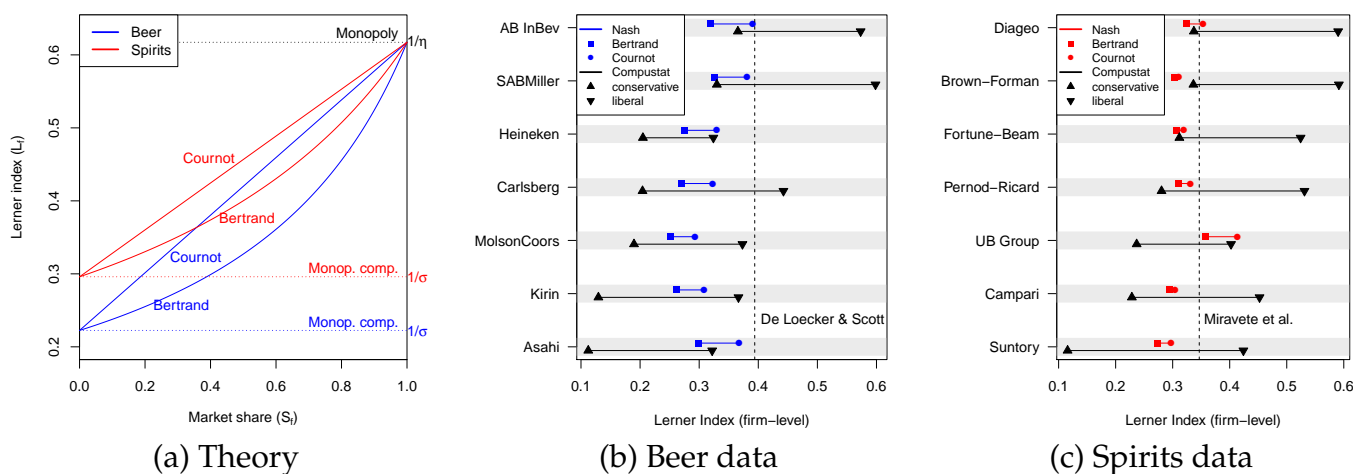 Beer
Spirits
Monopoly
1/η
Cournot
Bertrand
Cournot
Bertrand
Monop. comp.
1/σ
Monop. comp.
1/σ
0.6
0.5
0.4
0.3
0.2
Lerner index (Lf)
0.0 0.2 0.4 0.6 0.8 1.0
Market share (Sf)
(a) Theory
AB InBev
SABMiller
Heineken
Carlsberg
MolsonCoors
Kirin
Asahi
Nash
Bertrand
Cournot
Compustat
conservative
liberal
De Loecker & Scott
0.1 0.2 0.3 0.4 0.5 0.6
Lerner Index (firm−level)
(b) Beer data
Diageo
Brown−Forman
Fortune−Beam
Pernod−Ricard
UB Group
Campari
Suntory
Nash
Bertrand
Cournot
Compustat
conservative
liberal
Miravete et al.
0.1 0.2 0.3 0.4 0.5 0.6
Lerner Index (firm−level)
(c) Spirits data